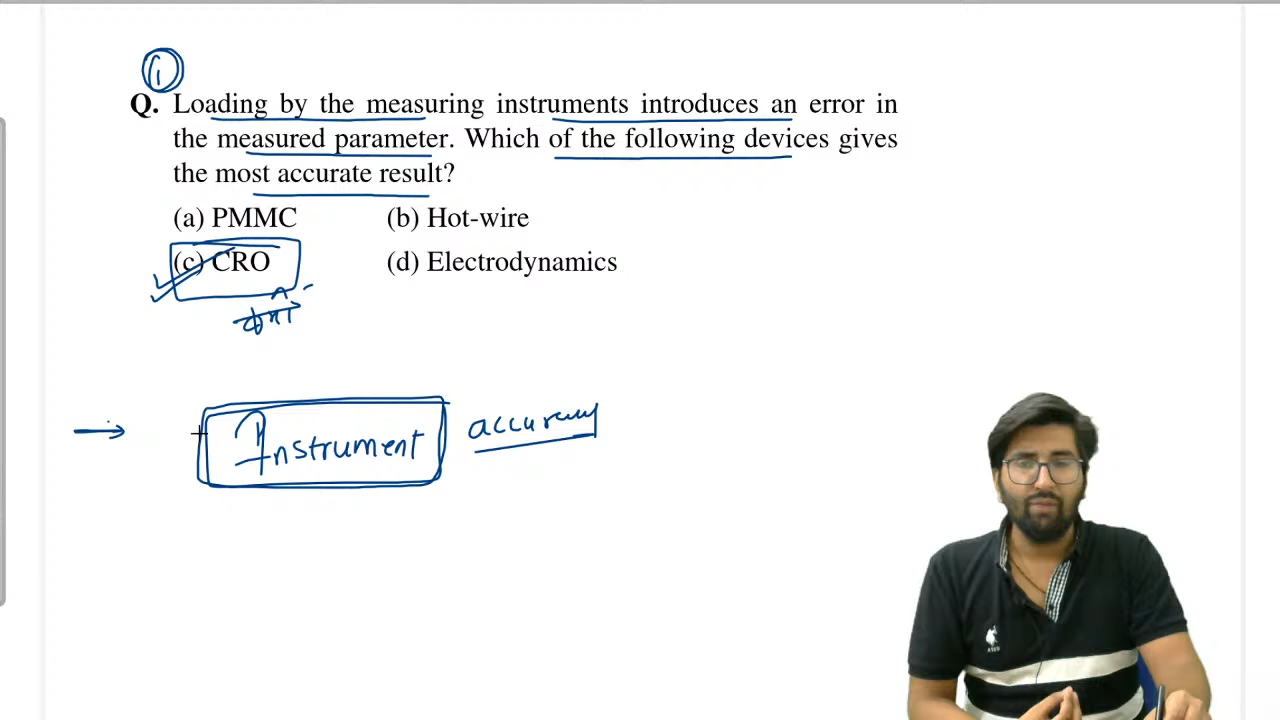 1
Q. Loading by the measuring instruments introduces an error in
the measured parameter. Which of the following devices gives
the most accurate result?
(a) PMMC (b) Hot-wire
(c) CRO (d) Electrodynamics
Instrument accuracy